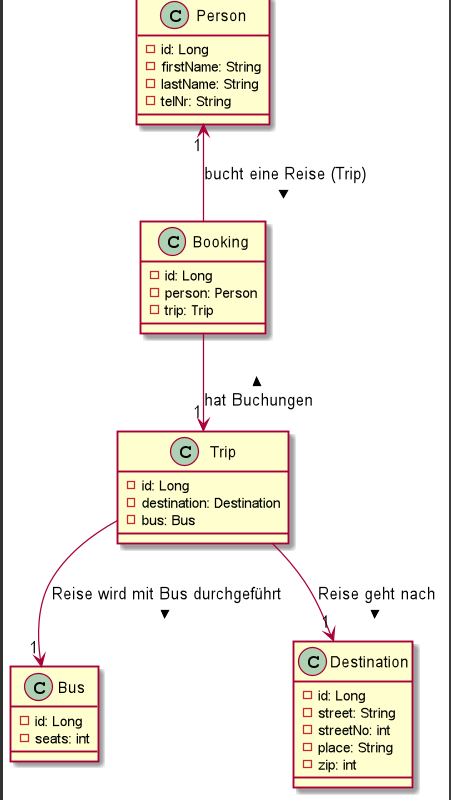 C Person
id: Long
firstName: String
lastName: String
telNr: String
1
bucht eine Reise (Trip)
C Booking
id: Long
person: Person
trip: Trip
1
hat Buchungen
C Trip
id: Long
destination: Destination
bus: Bus
Reise wird mit Bus durchgeführt
Reise geht nach
1
1
C Bus
id: Long
seats: int
C Destination
id: Long
street: String
streetNo: int
place: String
zip: int